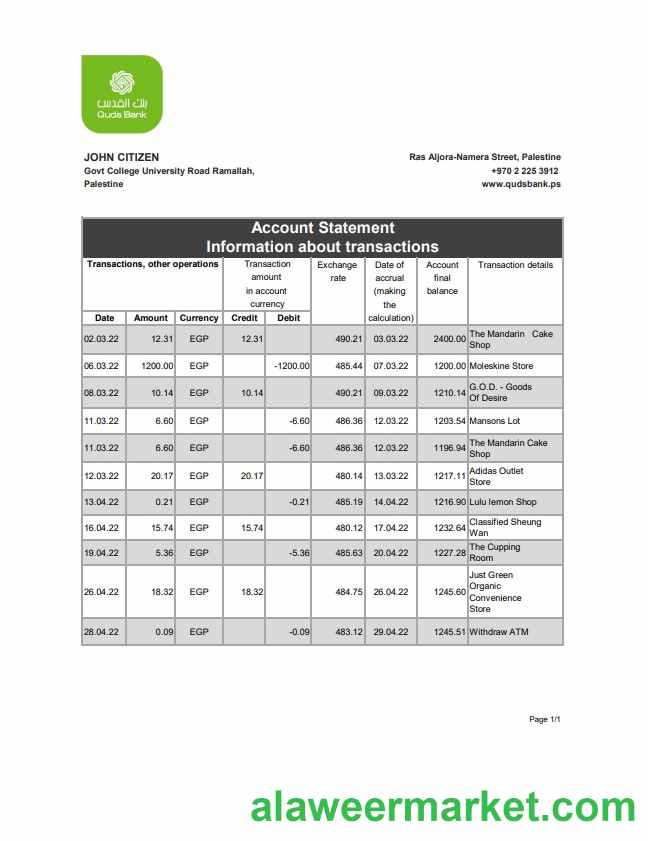 بنك القدس
Quds Bank
JOHN CITIZEN
Govt College University Road Ramallah,
Palestine
Ras Aljora-Namera Street, Palestine
+970 2 225 3912
www.qudsbank.ps
Account Statement
Information about transactions
Transactions, other operations
Transaction
amount
in account
currency
Exchange
rate
Date of
accrual
(making
the
calculation)
Account
final
balance
Transaction details
Date Amount Currency Credit Debit
02.03.22 12.31 EGP 12.31 490.21 03.03.22 2400.00 The Mandarin Cake
Shop
06.03.22 1200.00 EGP -1200.00 485.44 07.03.22 1200.00 Moleskine Store
08.03.22 10.14 EGP 10.14 490.21 09.03.22 1210.14 G.O.D. - Goods
Of Desire
11.03.22 6.60 EGP -6.60 486.36 12.03.22 1203.54 Mansons Lot
11.03.22 6.60 EGP -6.60 486.36 12.03.22 1196.94 The Mandarin Cake
Shop
12.03.22 20.17 EGP 20.17 480.14 13.03.22 1217.11 Adidas Outlet
Store
13.04.22 0.21 EGP -0.21 485.19 14.04.22 1216.90 Lulu lemon Shop
16.04.22 15.74 EGP 15.74 480.12 17.04.22 1232.64 Classified Sheung
Wan
19.04.22 5.36 EGP -5.36 485.63 20.04.22 1227.28 The Cupping
Room
26.04.22 18.32 EGP 18.32 484.75 26.04.22 1245.60 Just Green
Organic
Convenience
Store
28.04.22 0.09 EGP -0.09 483.12 29.04.22 1245.51 Withdraw ATM
Page 1/1
alaweermarket.com